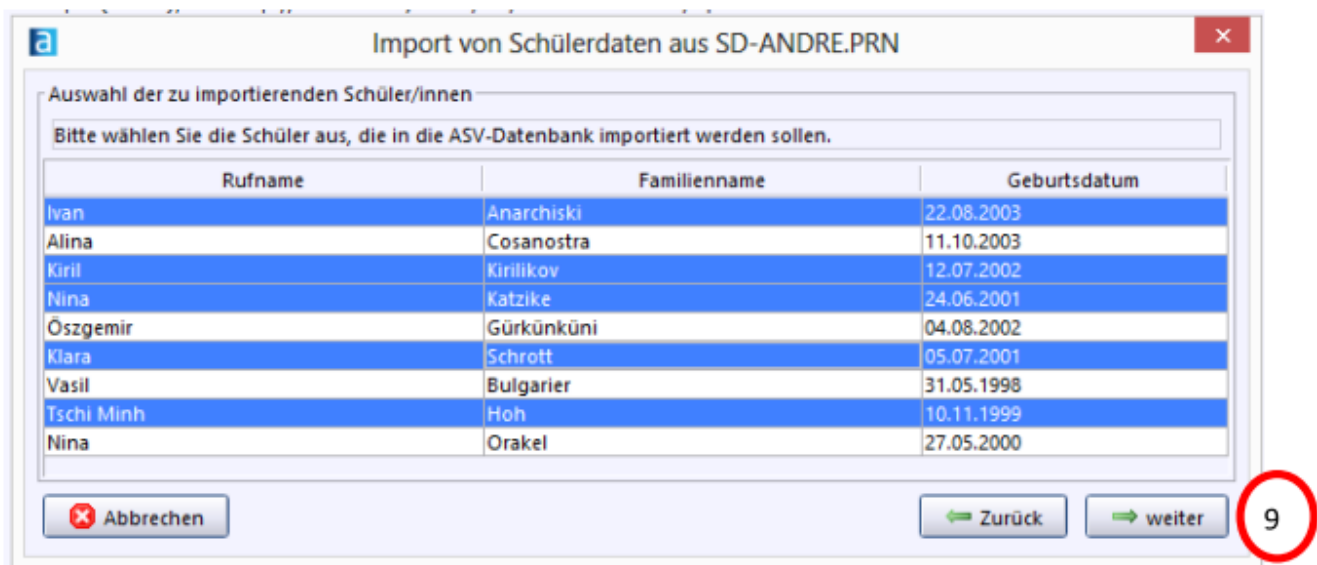 a Import von Schülerdaten aus SD-ANDRE.PRN
Auswahl der zu importierenden Schüler/innen
Bitte wählen Sie die Schüler aus, die in die ASV-Datenbank importiert werden sollen.
Rufname Familienname Geburtsdatum
Ivan Anarchiski 22.08.2003
Alina Cosanostra 11.10.2003
Kiril Kirilikov 12.07.2002
Nina Katzike 24.06.2001
Öszgemir Gürkünküni 04.08.2002
Klara Schrott 05.07.2001
Vasil Bulgarier 31.05.1998
Tschi Minh Hoh 10.11.1999
Nina Orakel 27.05.2000
Abbrechen Zurück weiter 9